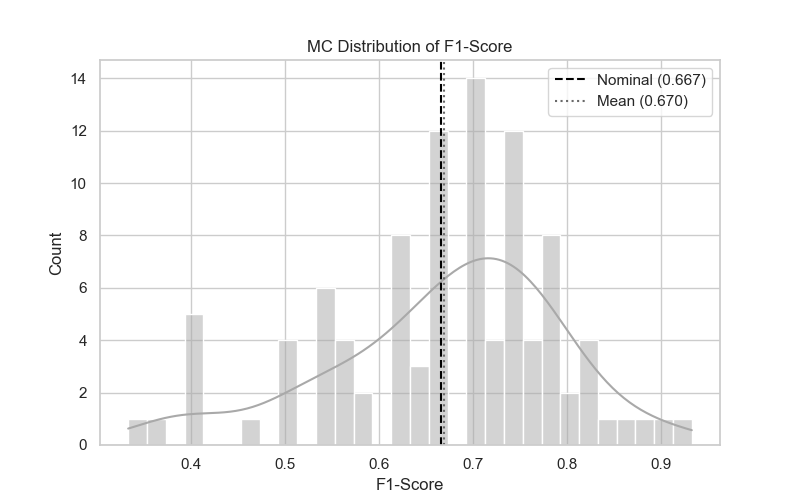 MC Distribution of F1-Score
Nominal (0.667)
Mean (0.670)
14
12
10
8
6
4
2
0
Count
0.4 0.5 0.6 0.7 0.8 0.9
F1-Score